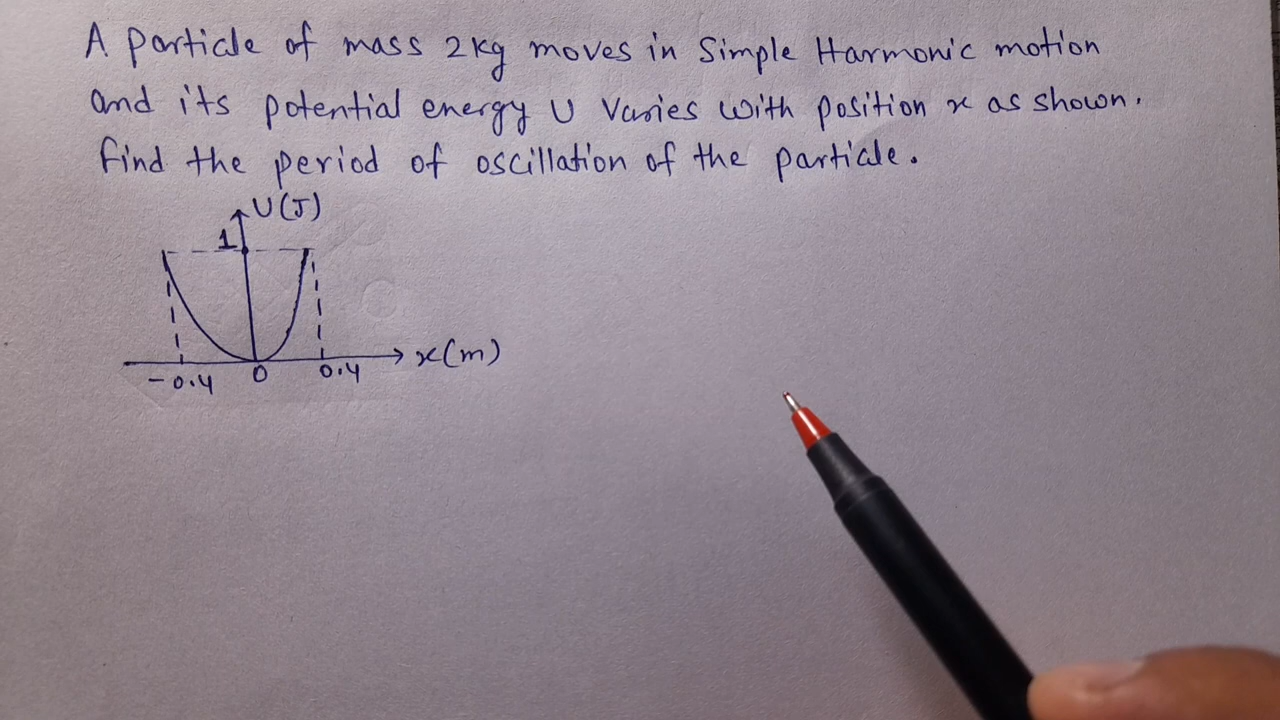 A particle of mass 2kg moves in Simple Harmonic motion
and its potential energy U varies with position x as shown.
find the period of oscillation of the particle.
U(J)
1
x(m)
-0.4 0 0.4